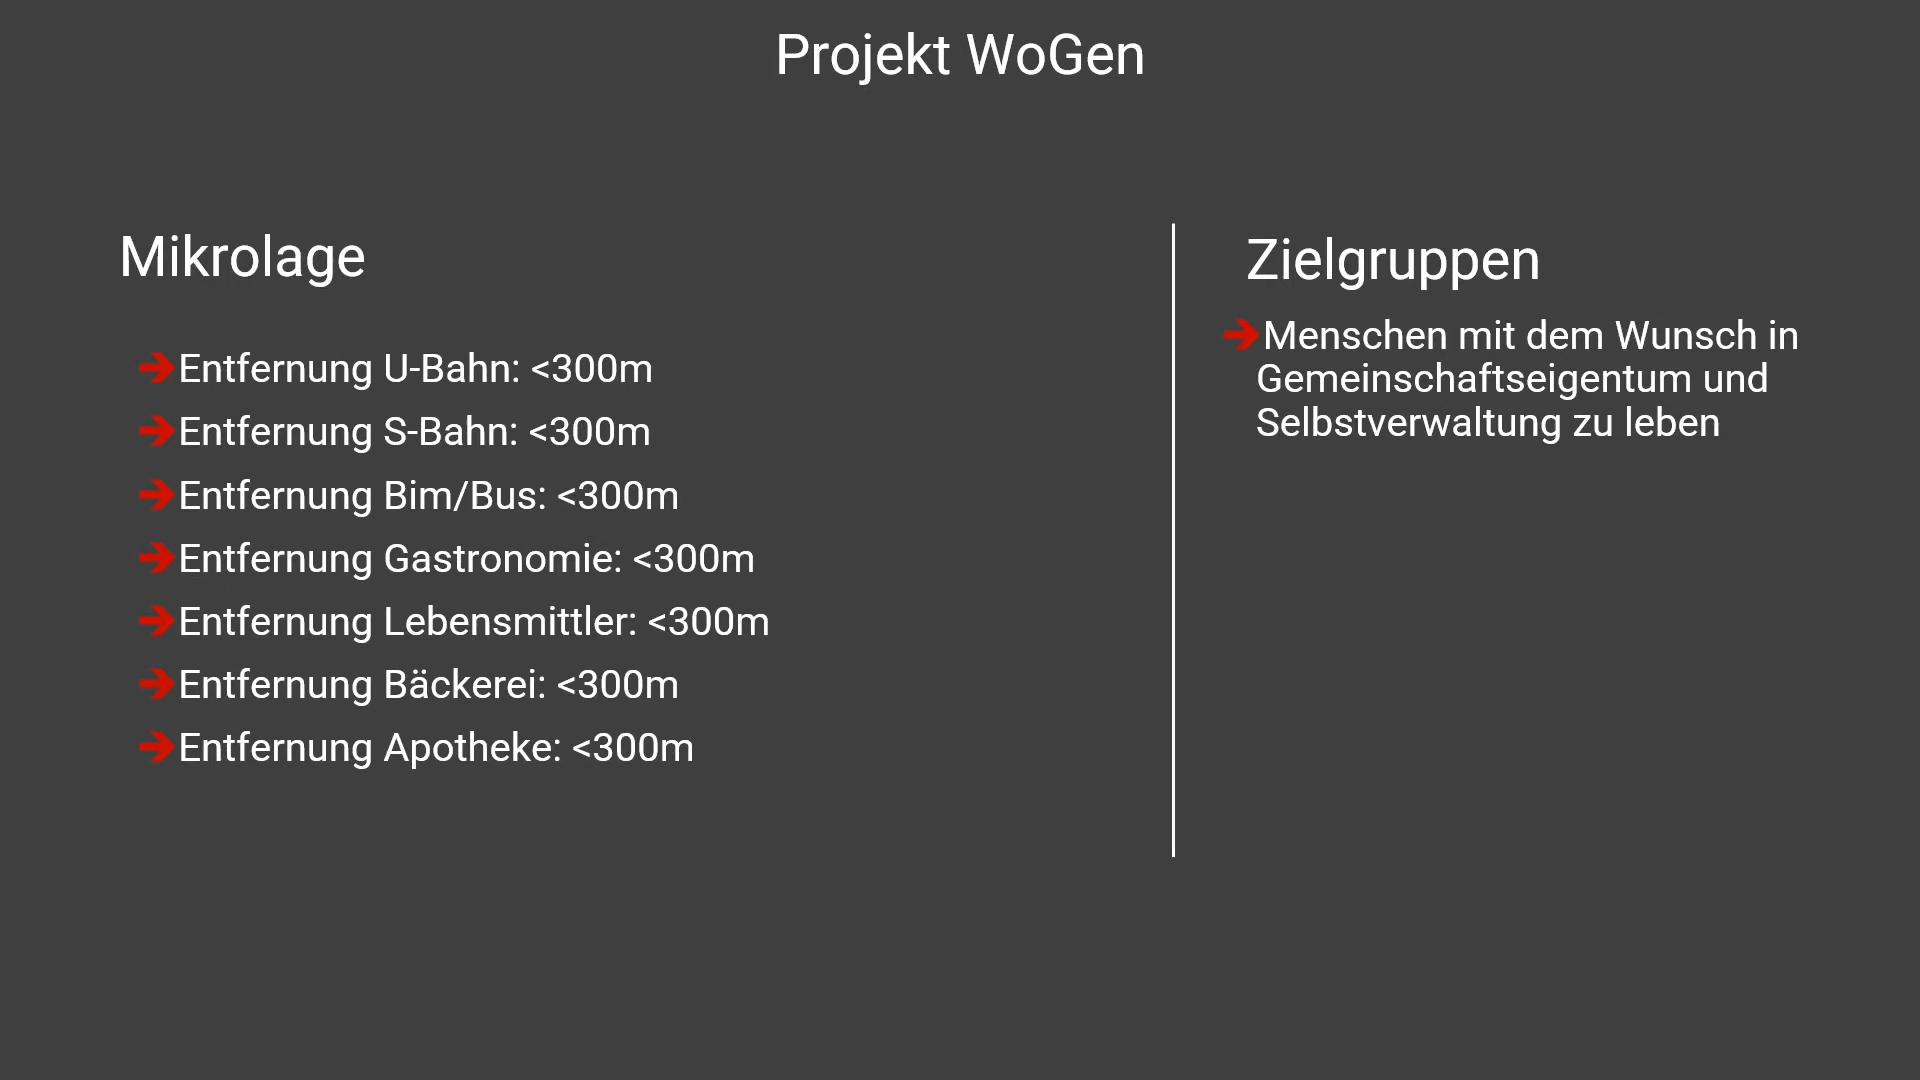 Projekt WoGen
Mikrolage
Entfernung U-Bahn: <300m
Entfernung S-Bahn: <300m
Entfernung Bim/Bus: <300m
Entfernung Gastronomie: <300m
Entfernung Lebensmittler: <300m
Entfernung Bäckerei: <300m
Entfernung Apotheke: <300m
Zielgruppen
Menschen mit dem Wunsch in
Gemeinschaftseigentum und
Selbstverwaltung zu leben